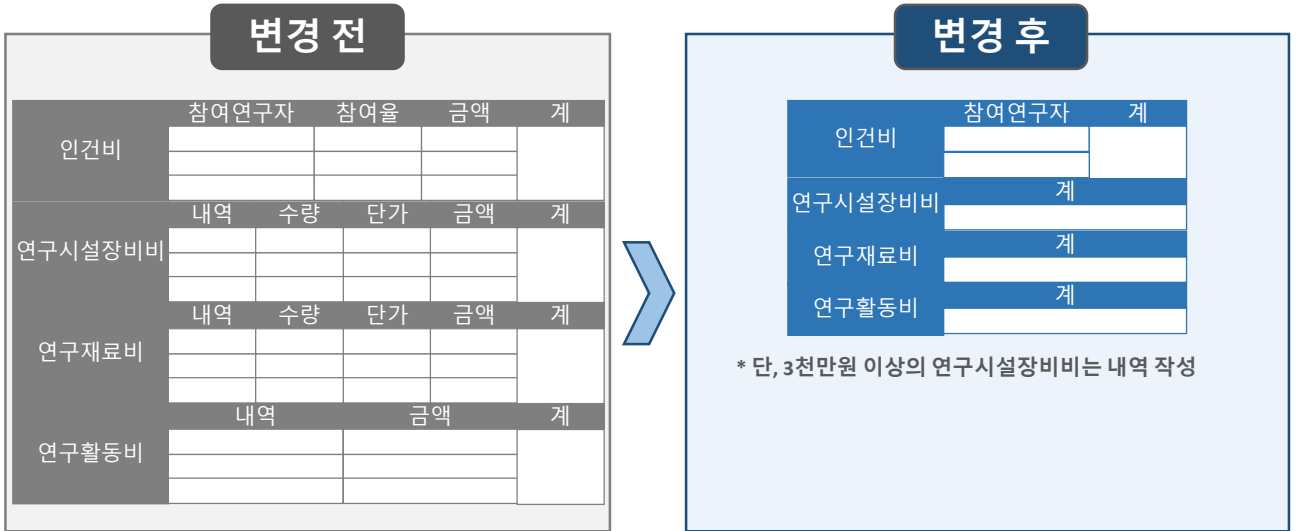 변경 전
참여연구자 참여율 금액 계
인건비
내역 수량 단가 금액 계
연구시설장비비
내역 수량 단가 금액 계
연구재료비
내역 금액 계
연구활동비
변경 후
참여연구자 계
인건비
계
연구시설장비비
계
연구재료비
계
연구활동비
* 단, 3천만원 이상의 연구시설장비비는 내역 작성